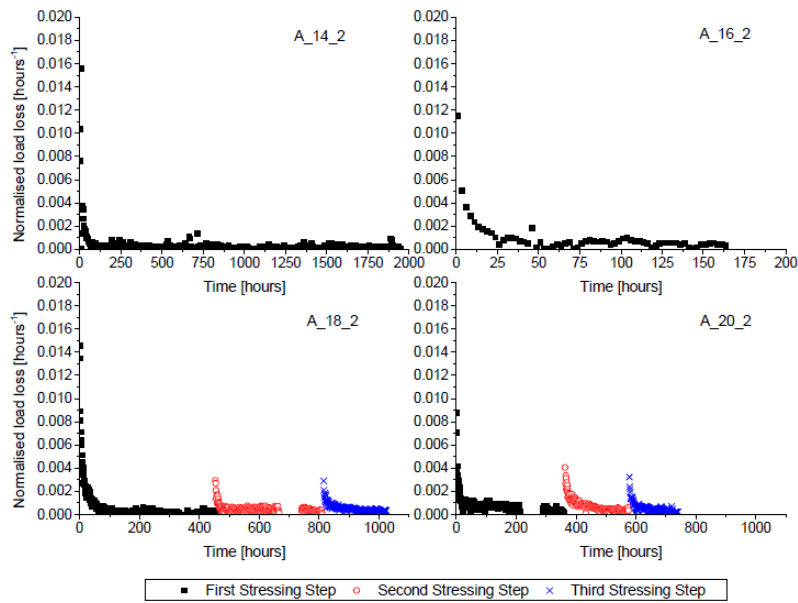 A_14_2
Normalised load loss [hours⁻¹]
0.020
0.018
0.016
0.014
0.012
0.010
0.008
0.006
0.004
0.002
0.000
0 250 500 750 1000 1250 1500 1750 2000
Time [hours]
A_16_2
0.020
0.018
0.016
0.014
0.012
0.010
0.008
0.006
0.004
0.002
0.000
0 25 50 75 100 125 150 175 200
Time [hours]
A_18_2
Normalised load loss [hours⁻¹]
0.020
0.018
0.016
0.014
0.012
0.010
0.008
0.006
0.004
0.002
0.000
0 200 400 600 800 1000
Time [hours]
A_20_2
0.020
0.018
0.016
0.014
0.012
0.010
0.008
0.006
0.004
0.002
0.000
0 200 400 600 800 1000
Time [hours]
First Stressing Step Second Stressing Step Third Stressing Step